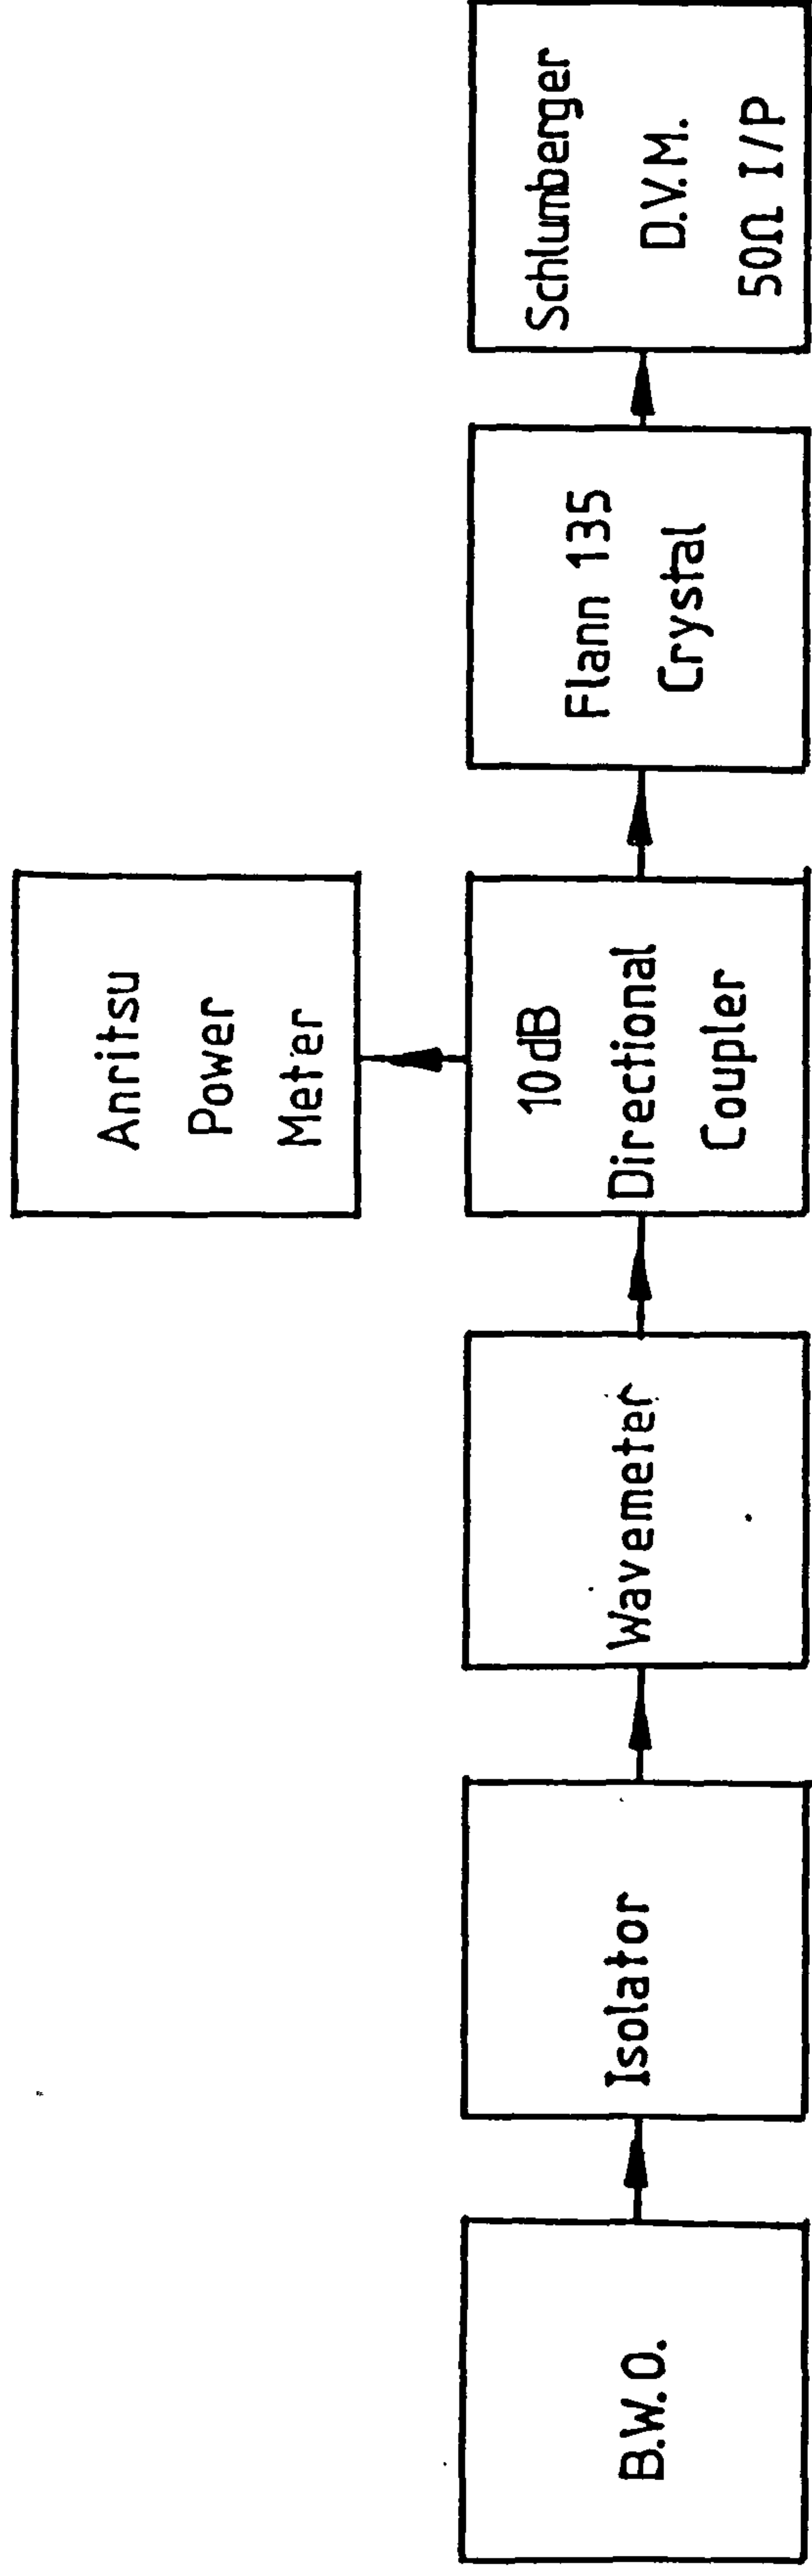 B.W.O.
Isolator
Wavemeter
10dB
Directional
Coupler
Anritsu
Power
Meter
Flann 135
Crystal
Schlumberger
D.V.M.
50Ω I/P